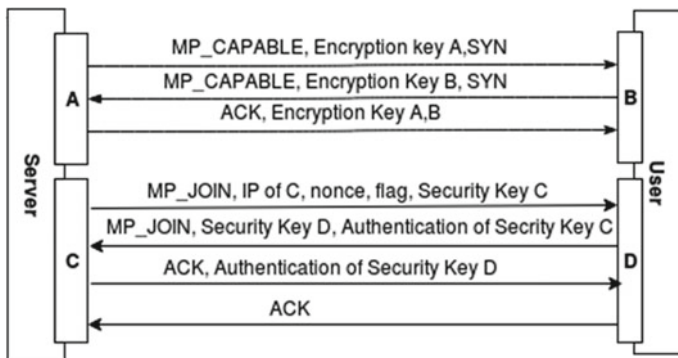 MP_CAPABLE, Encryption key A,SYN
MP_CAPABLE, Encryption Key B, SYN
ACK, Encryption Key A,B
A
B
Server
User
MP_JOIN, IP of C, nonce, flag, Security Key C
MP_JOIN, Security Key D, Authentication of Secrity Key C
ACK, Authentication of Security Key D
ACK
C
D